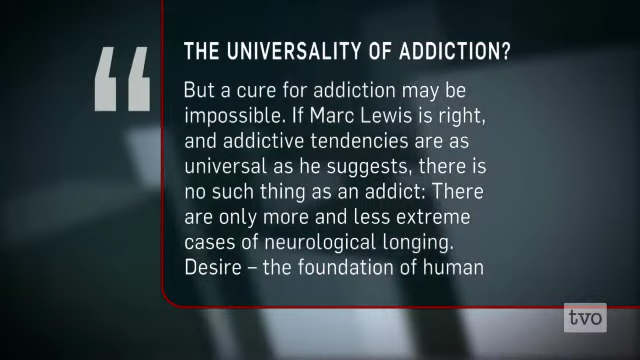 THE UNIVERSALITY OF ADDICTION?
But a cure for addiction may be
impossible. If Marc Lewis is right,
and addictive tendencies are as
universal as he suggests, there is
no such thing as an addict: There
are only more and less extreme
cases of neurological longing.
Desire – the foundation of human
tvo